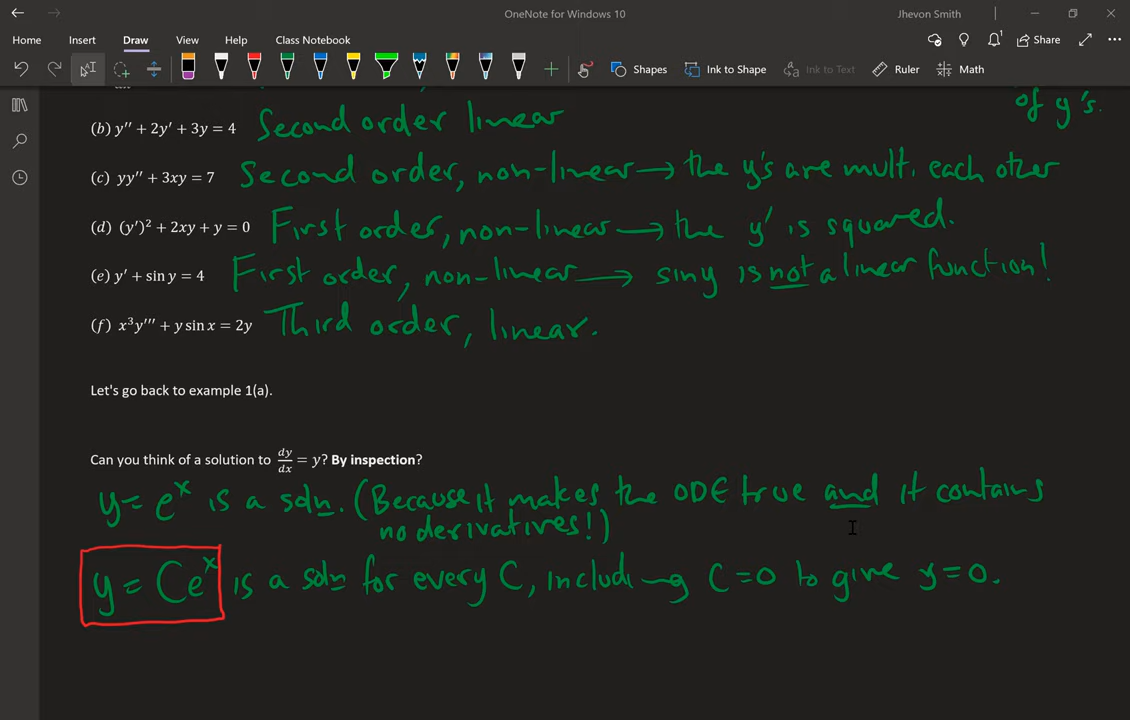 OneNote for Windows 10
Jhevon Smith
Home Insert Draw View Help Class Notebook
Share
Shapes Ink to Shape Ink to Text Ruler Math
of y's.
(b) y′′ + 2y′ + 3y = 4 Second order linear
(c) yy′′ + 3xy = 7 Second order, non-linear → the y's are mult. each other
(d) (y′)² + 2xy + y = 0 First order, non-linear → the y' is squared.
(e) y′ + sin y = 4 First order, non-linear → siny is not a linear function!
(f) x³y′′′ + y sin x = 2y Third order, linear.
Let's go back to example 1(a).
Can you think of a solution to dy/dx = y? By inspection?
y = eˣ is a soln. (Because it makes the ODE true and it contains
no derivatives!)
y = Ceˣ is a soln for every C, including C=0 to give y=0.